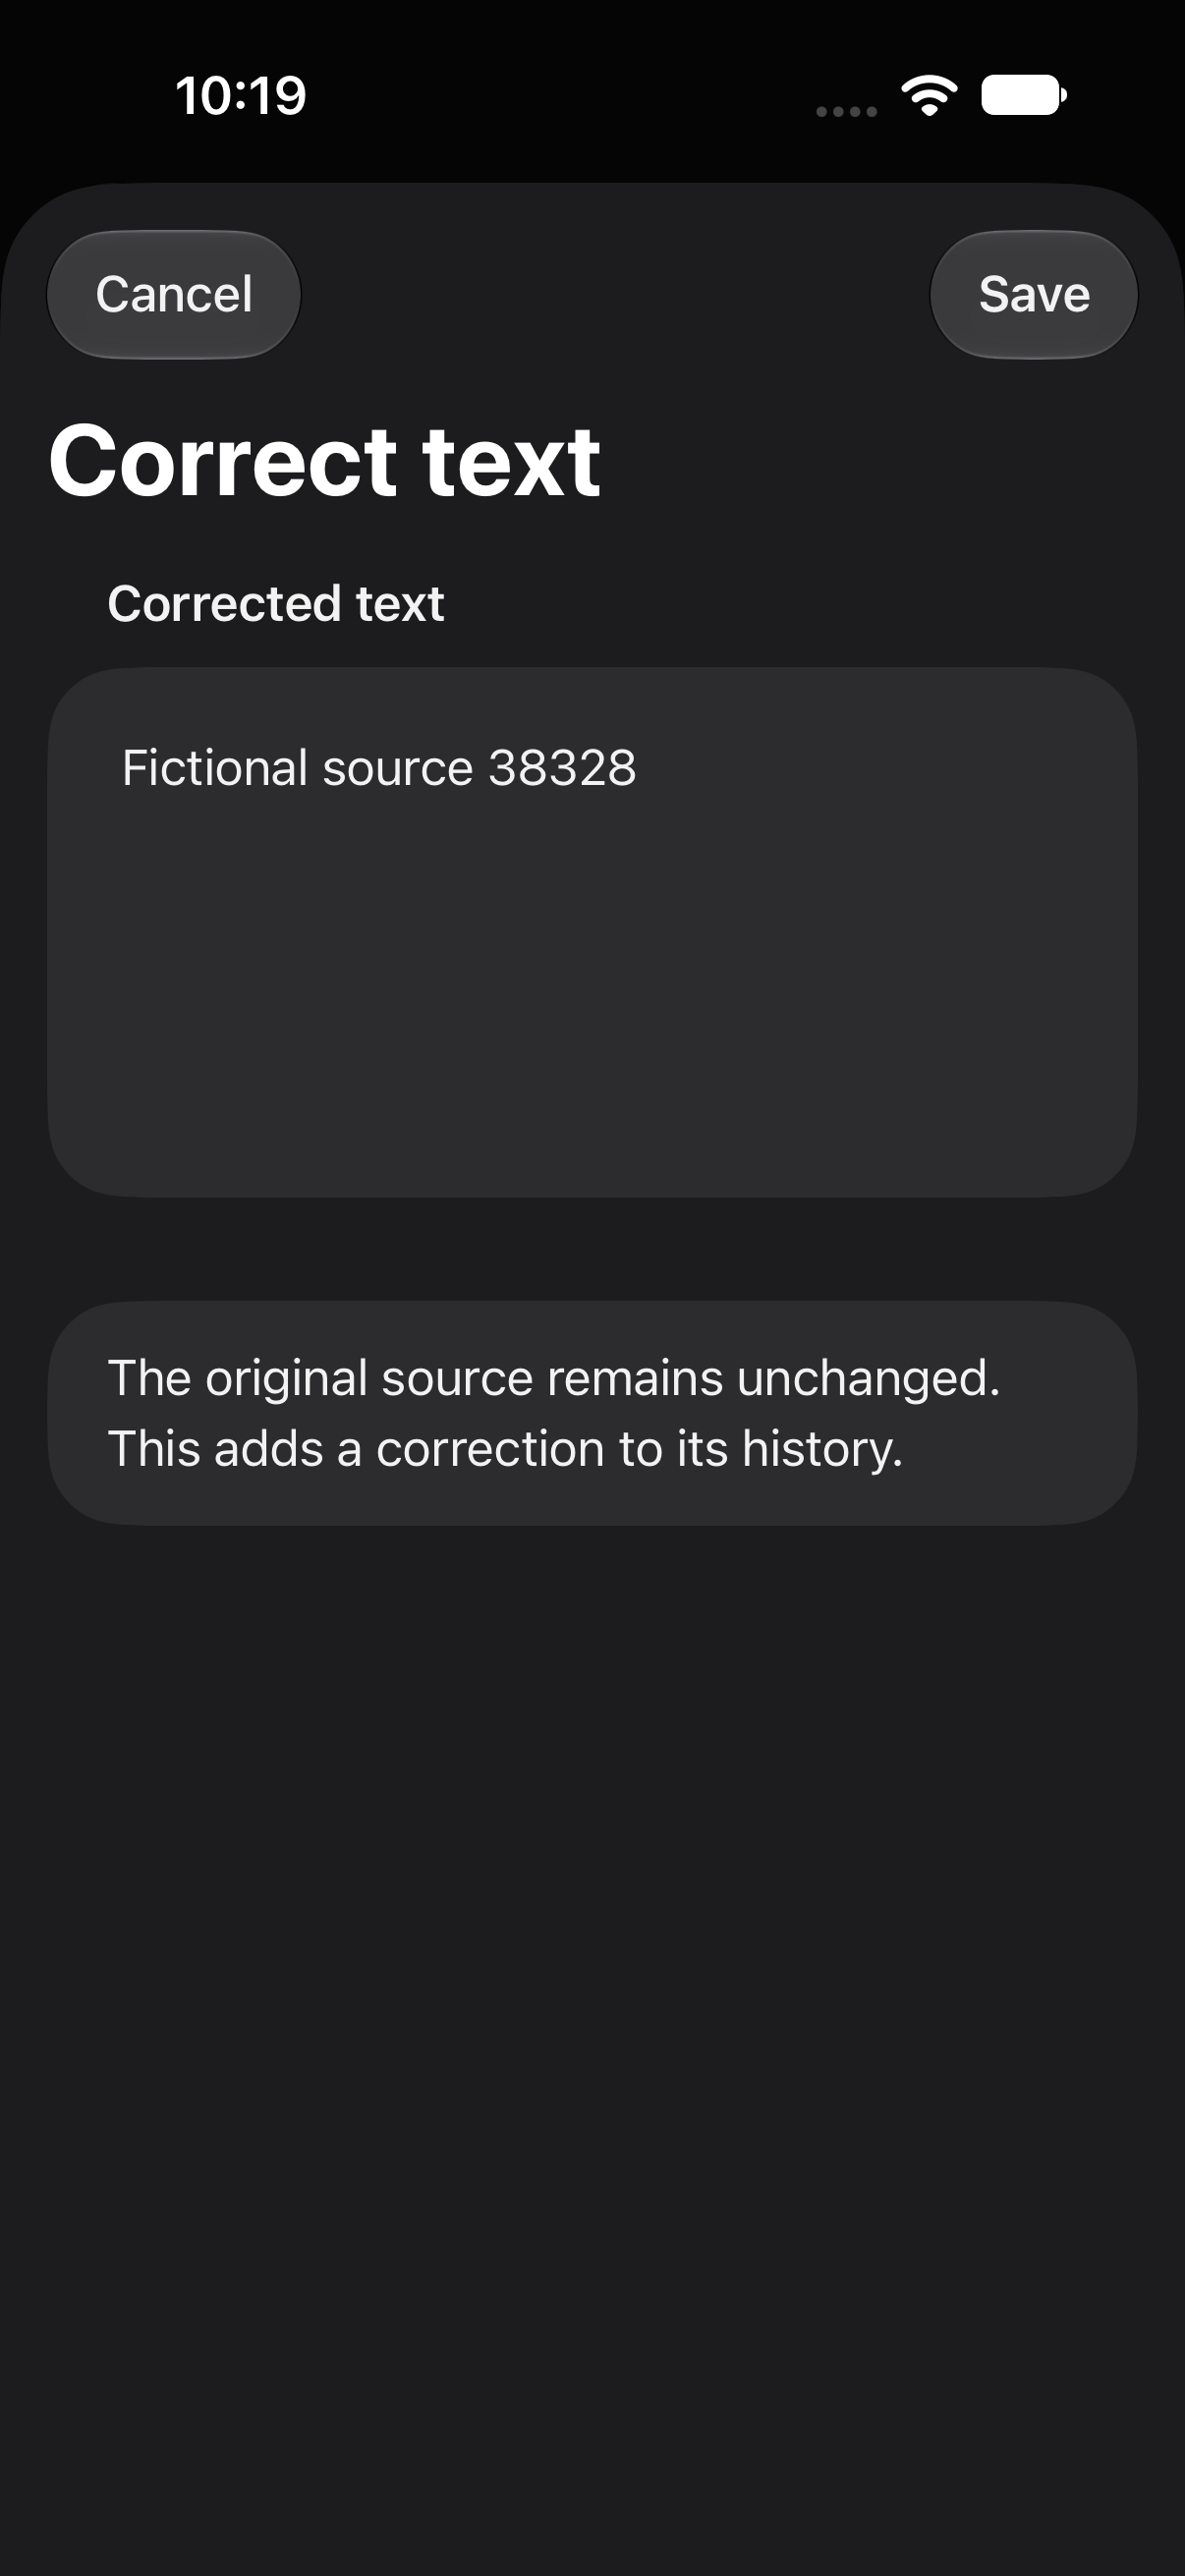 10:19
Cancel
Save
Correct text
Corrected text
Fictional source 38328
The original source remains unchanged.
This adds a correction to its history.